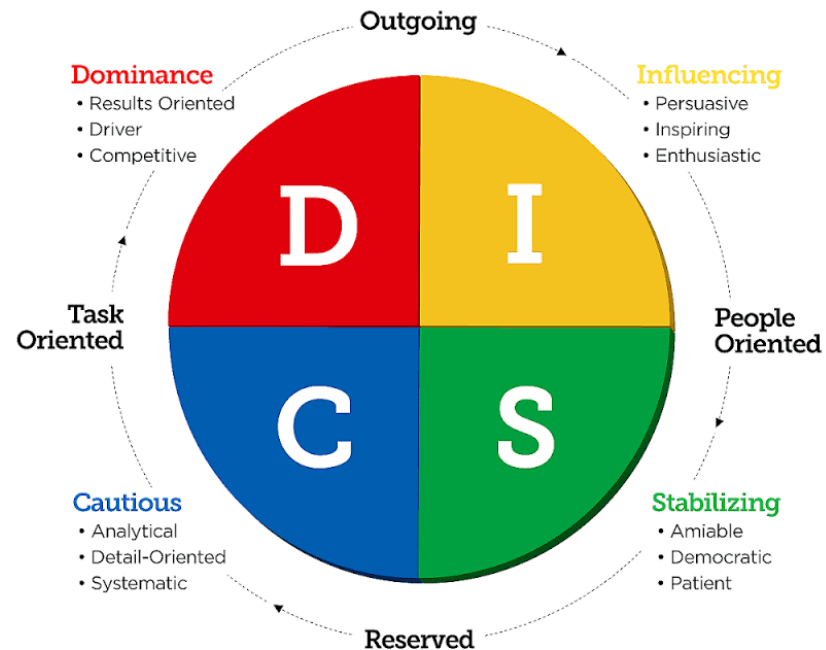 Outgoing
Dominance
• Results Oriented
• Driver
• Competitive
Influencing
• Persuasive
• Inspiring
• Enthusiastic
D
I
Task
Oriented
People
Oriented
C
S
Cautious
• Analytical
• Detail-Oriented
• Systematic
Stabilizing
• Amiable
• Democratic
• Patient
Reserved